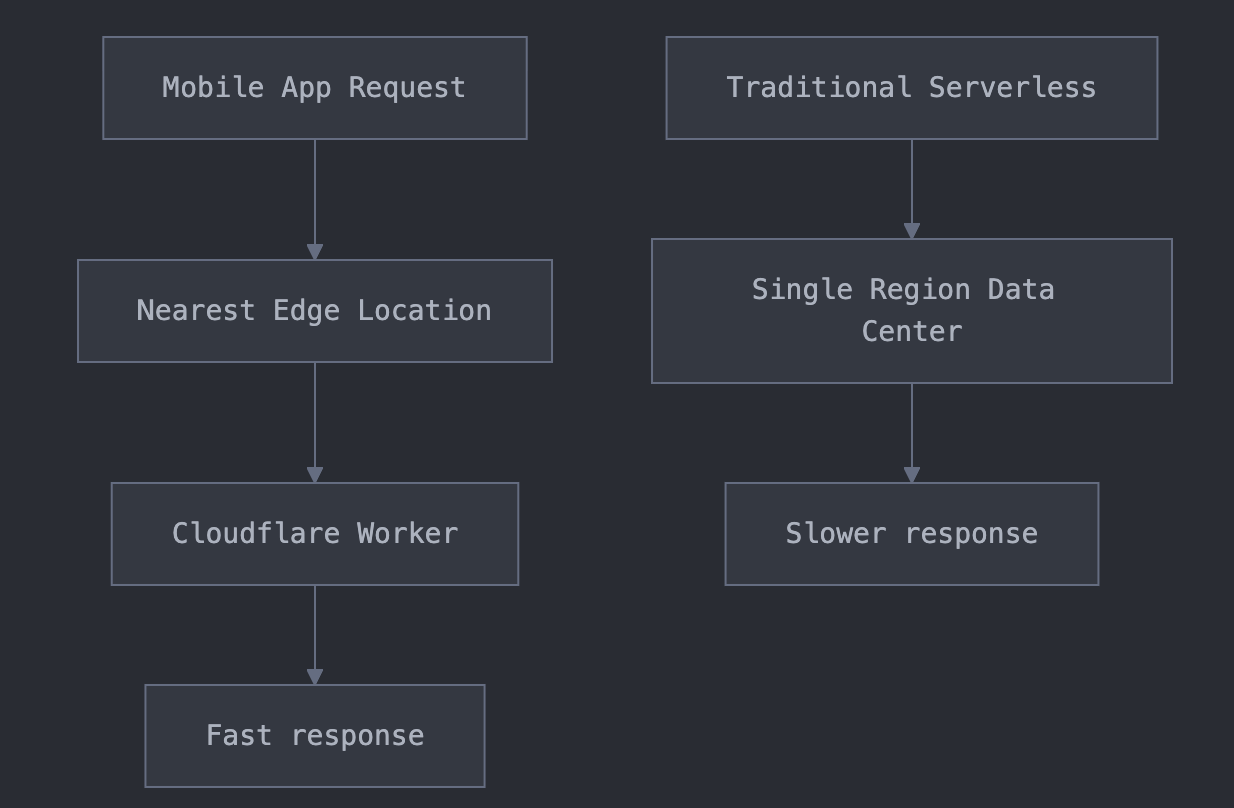 Mobile App Request
Nearest Edge Location
Cloudflare Worker
Fast response
Traditional Serverless
Single Region Data
Center
Slower response